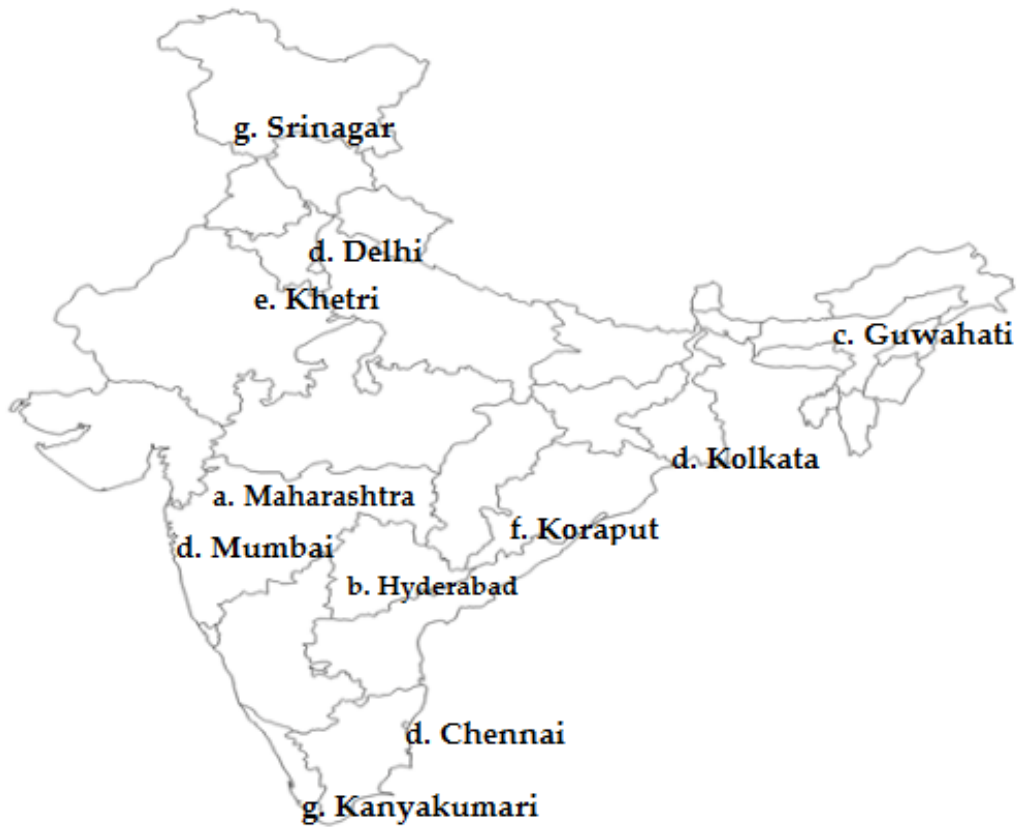 g. Srinagar
d. Delhi
e. Khetri
c. Guwahati
d. Kolkata
a. Maharashtra
f. Koraput
d. Mumbai
b. Hyderabad
d. Chennai
g. Kanyakumari